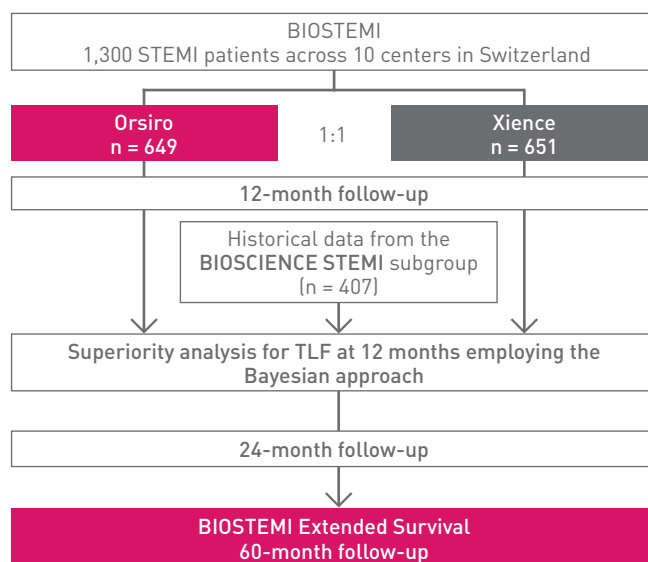 BIOSTEMI
1,300 STEMI patients across 10 centers in Switzerland
Orsiro
n = 649
1:1
Xience
n = 651
12-month follow-up
Historical data from the
BIOSCIENCE STEMI subgroup
(n = 407)
Superiority analysis for TLF at 12 months employing the
Bayesian approach
24-month follow-up
BIOSTEMI Extended Survival
60-month follow-up